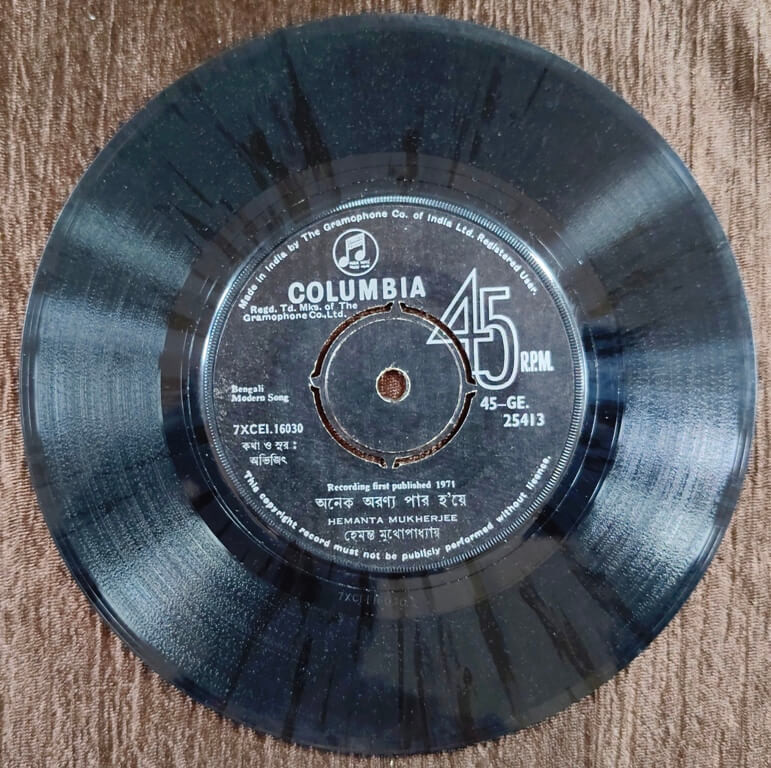 Made in India by The Gramophone Co. of India Ltd. Registered User.
COLUMBIA
Regd. Td. Mks. of The
Gramophone Co., Ltd.
45 R.P.M.
Bengali
Modern Song
45-GE.
25413
7XCEI.16030
কথা ও সুর :
অভিজিৎ
Recording first published 1971
অনেক অরণ্য পার হ'য়ে
HEMANTA MUKHERJEE
হেমন্ত মুখোপাধ্যায়
This copyright record must not be publicly performed without license.